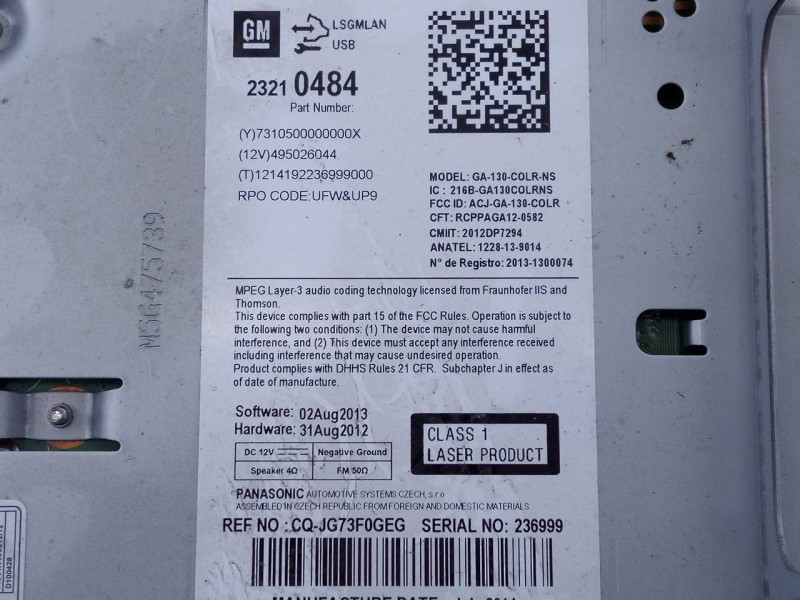 GM
LSGMLAN
USB
2321 0484
Part Number:
(Y)7310500000000X
(12V)495026044
(T)1214192236999000
RPO CODE:UFW&UP9
MODEL: GA-130-COLR-NS
IC : 216B-GA130COLRNS
FCC ID: ACJ-GA-130-COLR
CFT: RCPPAGA12-0582
CMIIT: 2012DP7294
ANATEL: 1228-13-9014
N° de Registro: 2013-1300074
M5G475739
MPEG Layer-3 audio coding technology licensed from Fraunhofer IIS and
Thomson.
This device complies with part 15 of the FCC Rules. Operation is subject to
the following two conditions: (1) The device may not cause harmful
interference, and (2) This device must accept any interference received
including interference that may cause undesired operation.
Product complies with DHHS Rules 21 CFR. Subchapter J in effect as
of date of manufacture.
Software: 02Aug2013
Hardware: 31Aug2012
DC 12V
Negative Ground
Speaker 4Ω
FM 50Ω
CLASS 1
LASER PRODUCT
PANASONIC AUTOMOTIVE SYSTEMS CZECH, s.r.o
ASSEMBLED IN CZECH REPUBLIC FROM FOREIGN AND DOMESTIC MATERIALS
REF NO : CQ-JG73F0GEG SERIAL NO: 236999
MANUFACTURE DATE
D100428